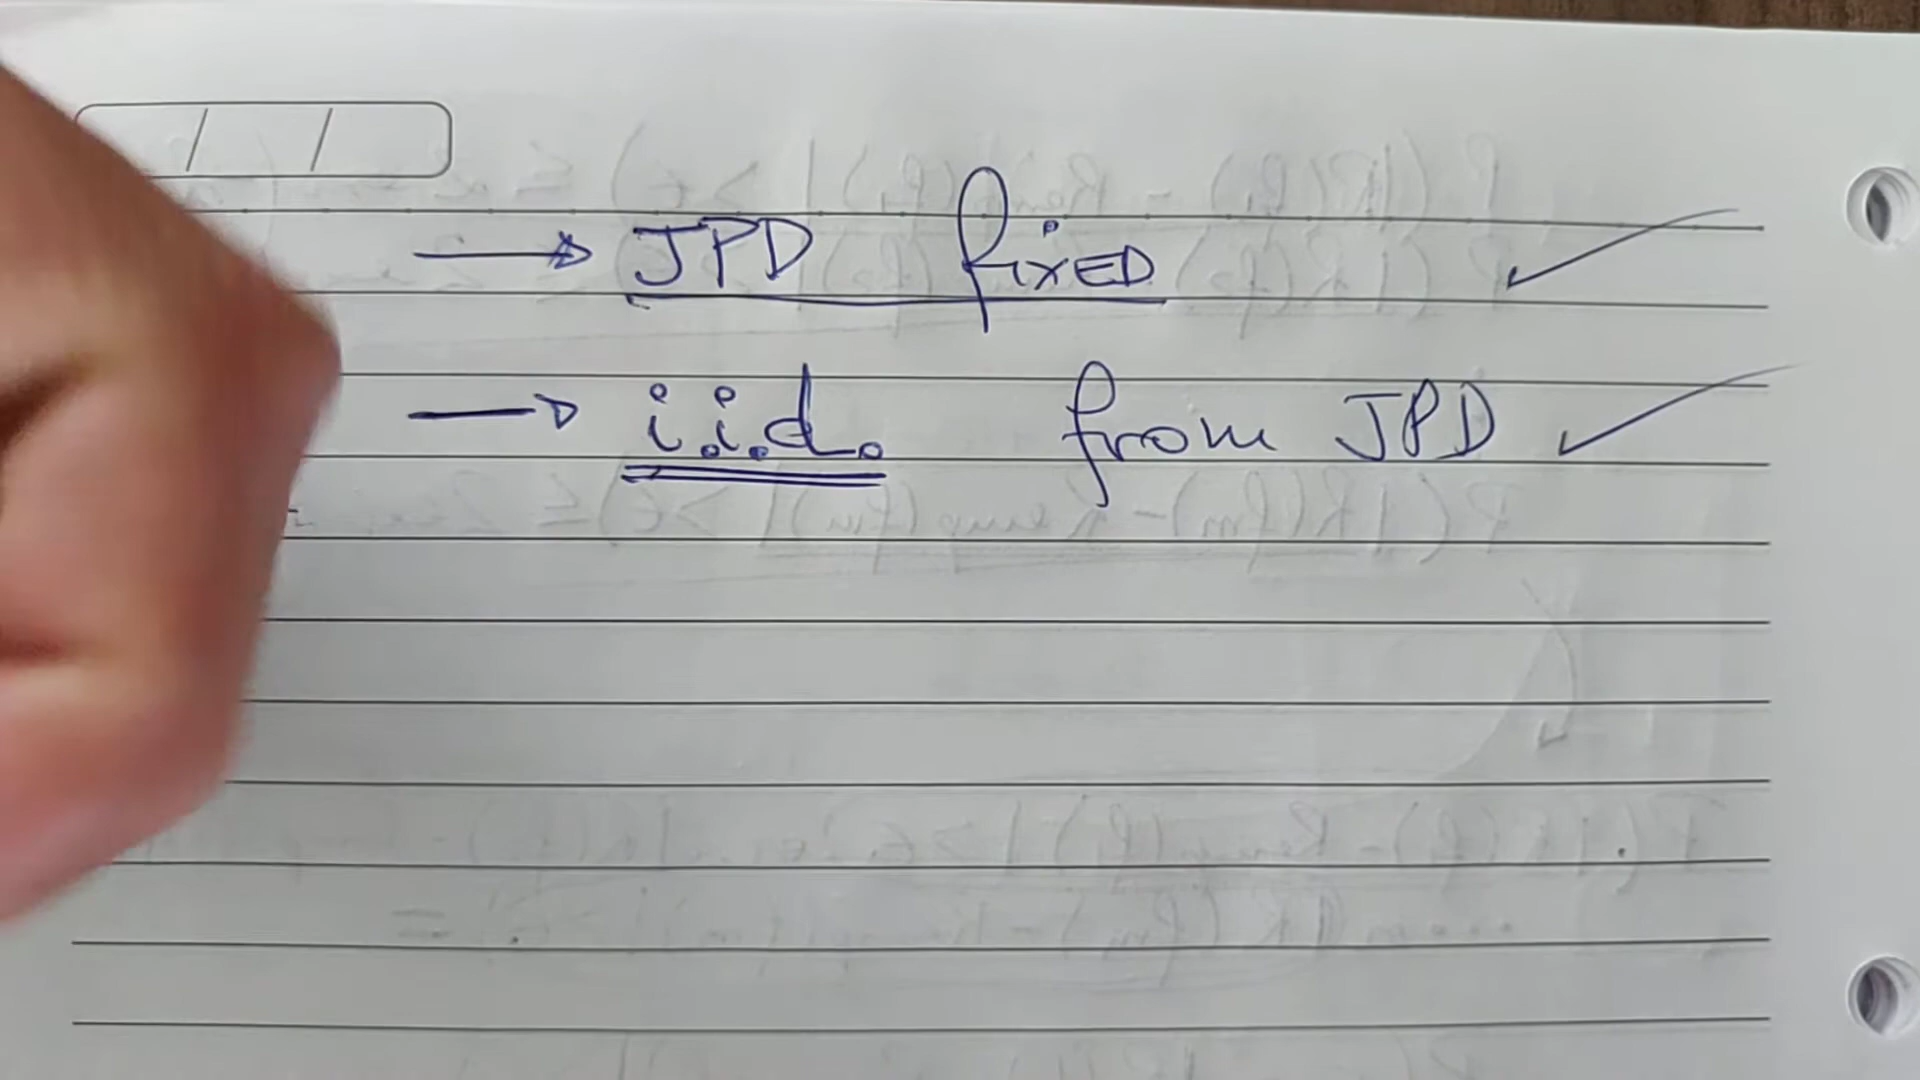 → JPD fixED ✓
→ i.i.d. from JPD ✓